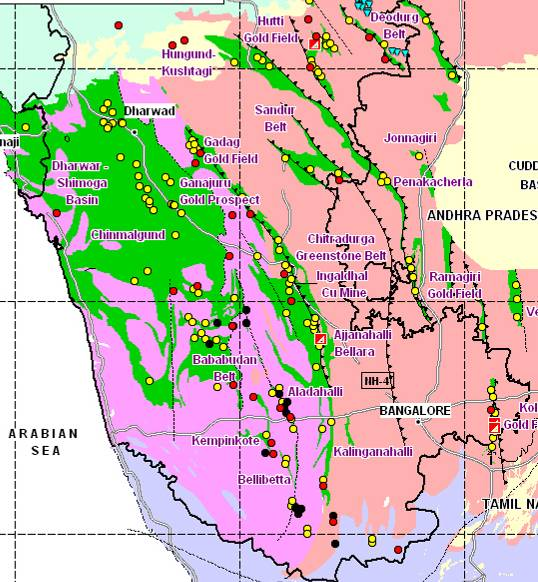 Hutti
Gold Field
Deodurg
Belt
Hungund-
Kushtagi
Sandur
Belt
Dharwad
Jonnagiri
naji
Gadag
Gold Field
Dharwar -
Shimoga
Basin
Ganajuru
Gold Prospect
Penakacherla
CUDD
BAS
ANDHRA PRADES
Chinmalgund
Chitradurga
Greenstone Belt
Ingaldhal
Cu Mine
Ramagiri
Gold Field
Ve
Ajjanahalli
Bellara
Bababudan
Belt
NH-4
Aladahalli
BANGALORE
Kol
Gold F
ARABIAN
SEA
Kempinkote
Kalinganahalli
Bellibetta
TAMIL NA